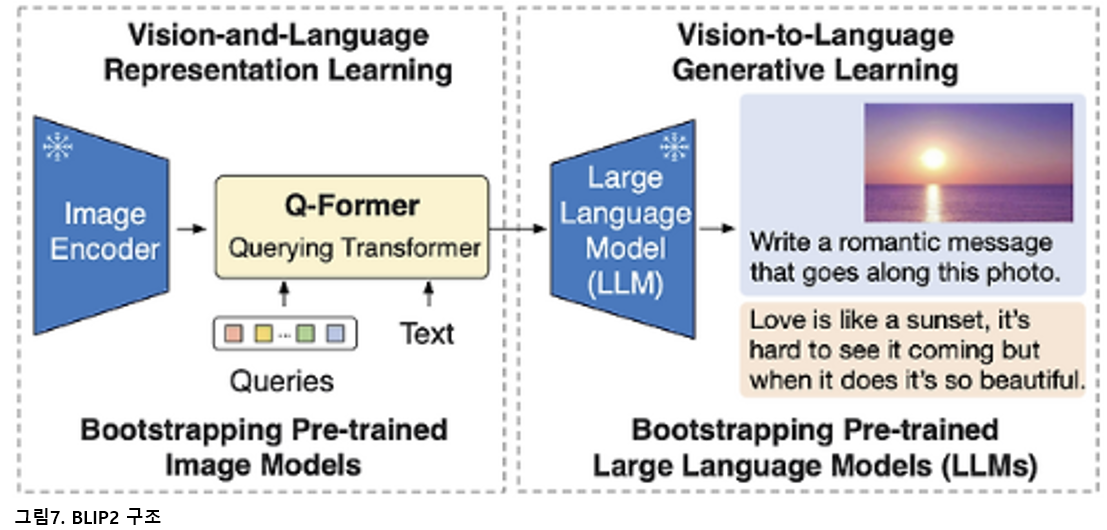 Vision-and-Language
Representation Learning
Image
Encoder
Q-Former
Querying Transformer
...
Queries
Text
Bootstrapping Pre-trained
Image Models
Vision-to-Language
Generative Learning
Large
Language
Model
(LLM)
Write a romantic message
that goes along this photo.
Love is like a sunset, it's
hard to see it coming but
when it does it's so beautiful.
Bootstrapping Pre-trained
Large Language Models (LLMs)
그림7. BLIP2 구조